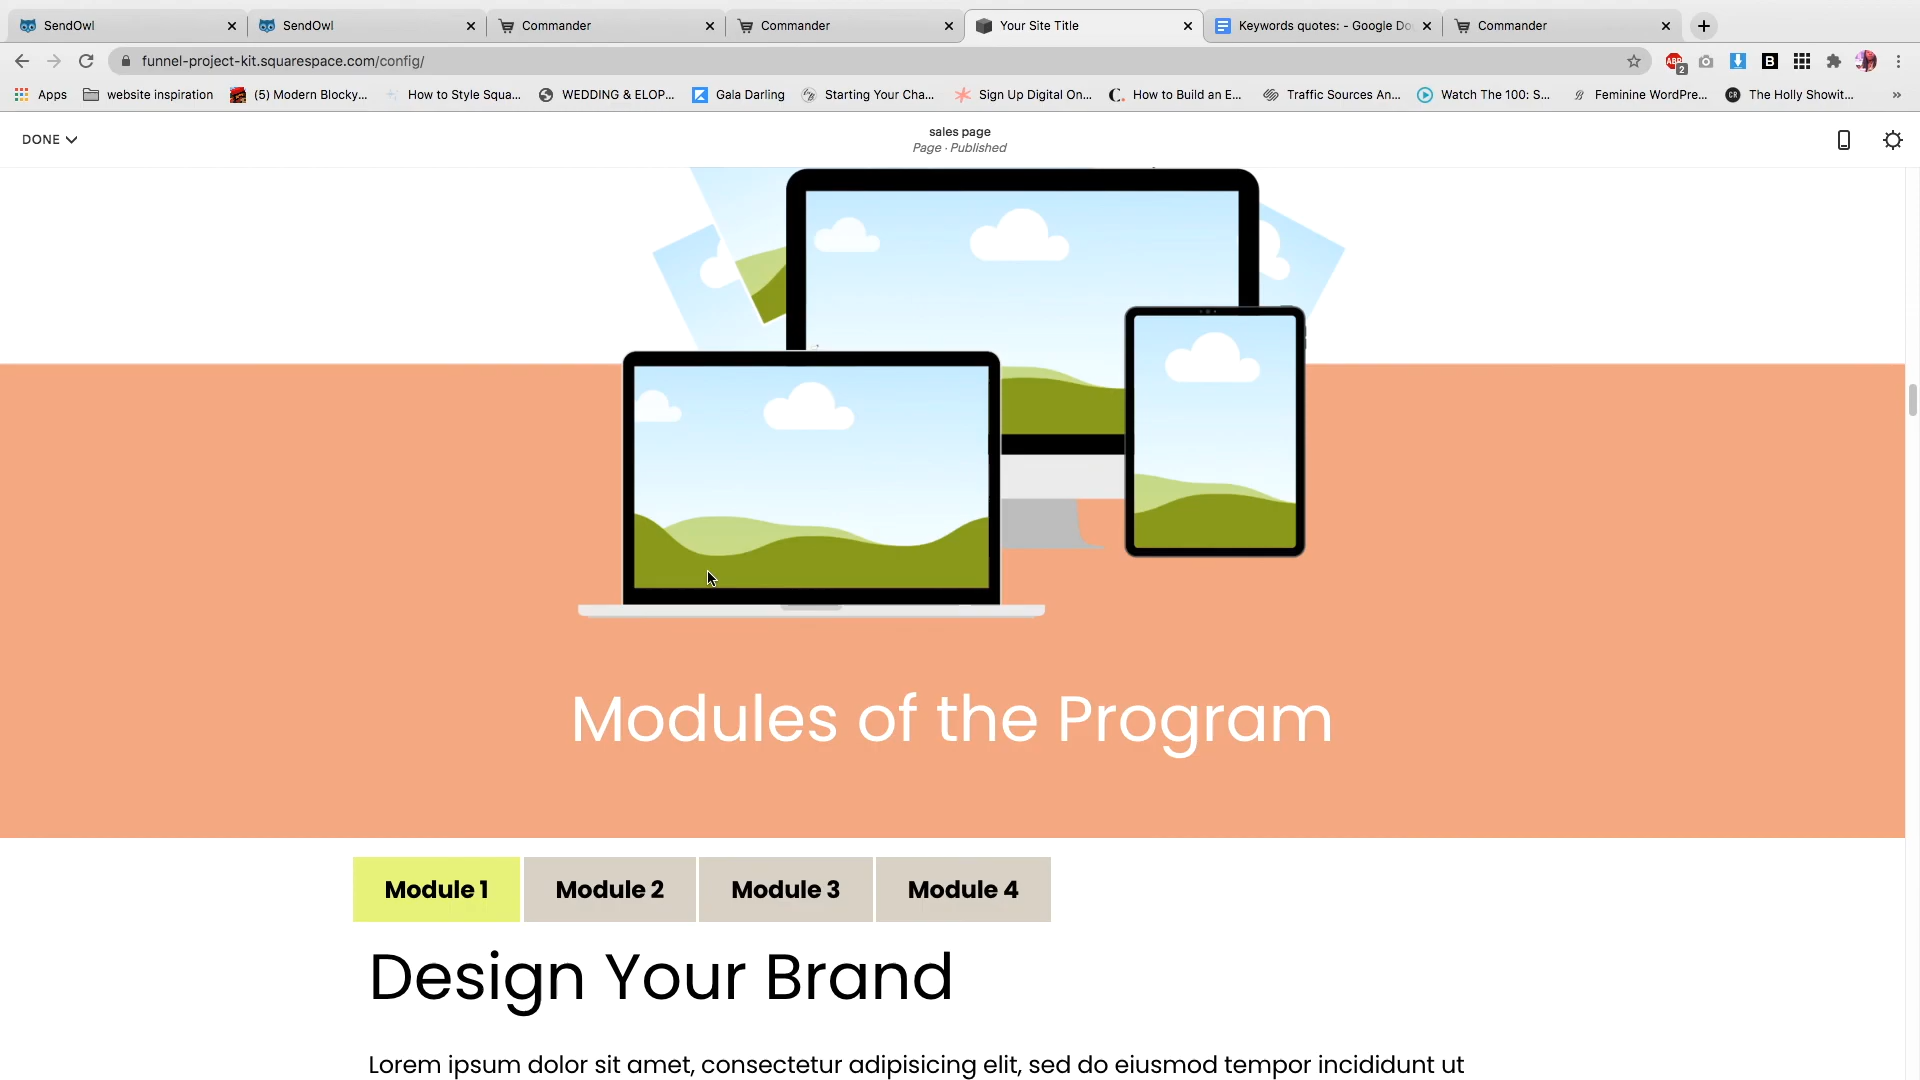 SendOwl
SendOwl
Commander
Commander
Your Site Title
Keywords quotes: - Google Do
Commander
funnel-project-kit.squarespace.com/config/
ABP
2
B
Apps
website inspiration
(5) Modern Blocky...
How to Style Squa...
WEDDING & ELOP...
Gala Darling
Starting Your Cha...
Sign Up Digital On...
C.
How to Build an E...
Traffic Sources An...
Watch The 100: S...
Feminine WordPre...
CR
The Holly Showit...
DONE
sales page
Page · Published
Modules of the Program
Module 1
Module 2
Module 3
Module 4
Design Your Brand
Lorem ipsum dolor sit amet, consectetur adipisicing elit, sed do eiusmod tempor incididunt ut